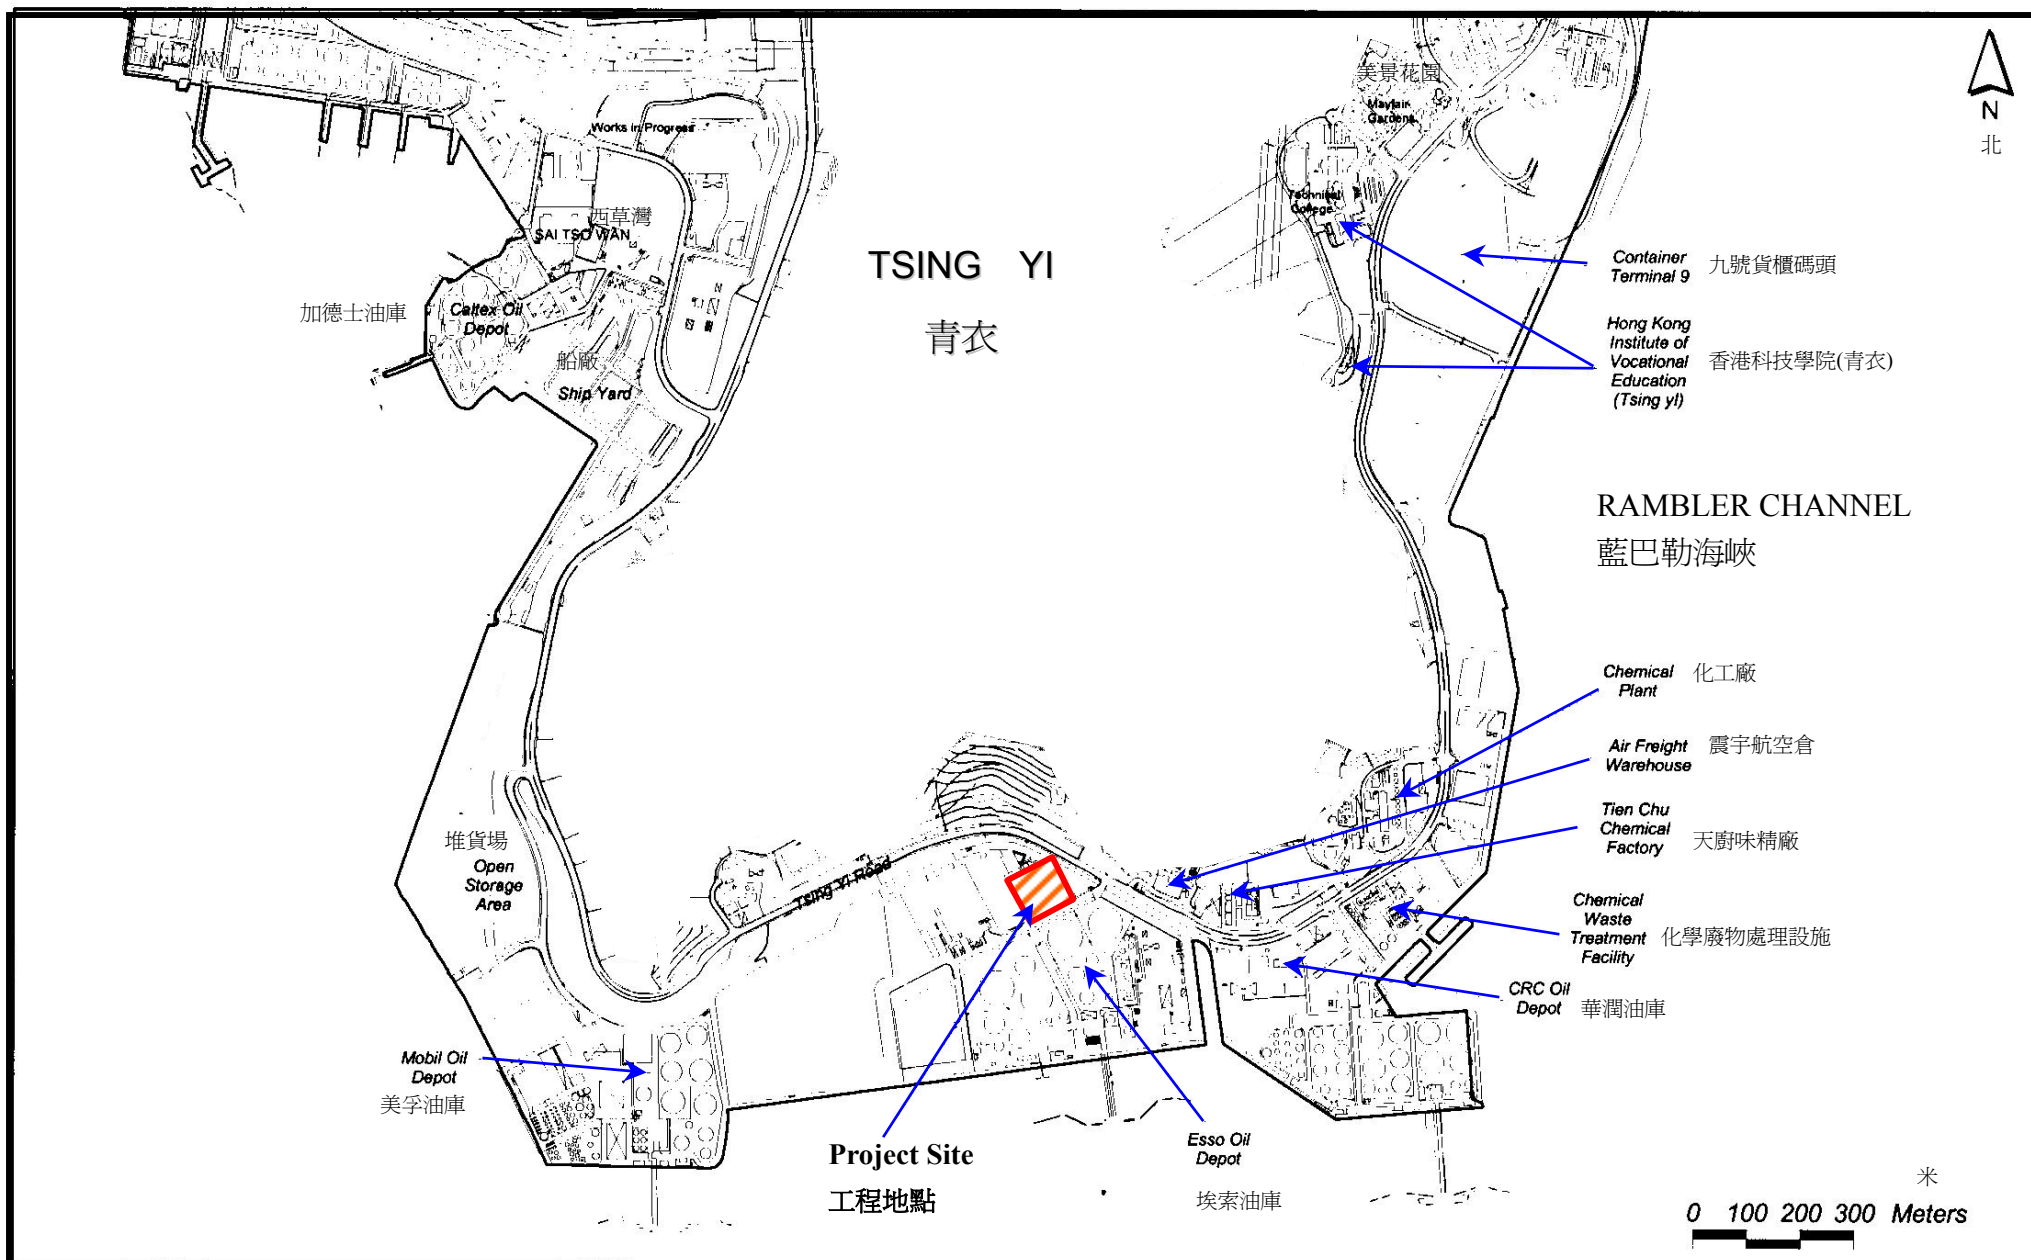 美景花園
Mayfair
Gardens
N
北
Works in Progress
Technical
College
西草灣
SAI TSO WAN
TSING YI
青衣
Container
Terminal 9
九號貨櫃碼頭
加德士油庫
Caltex Oil
Depot
Hong Kong
Institute of
Vocational
Education
(Tsing yI)
香港科技學院(青衣)
船廠
Ship Yard
RAMBLER CHANNEL
藍巴勒海峽
Chemical
Plant
化工廠
Air Freight
Warehouse
震宇航空倉
Tien Chu
Chemical
Factory
天廚味精廠
堆貨場
Open
Storage
Area
Tsing Yi Road
Chemical
Waste
Treatment
Facility
化學廢物處理設施
CRC Oil
Depot
華潤油庫
Mobil Oil
Depot
美孚油庫
Project Site
工程地點
Esso Oil
Depot
埃索油庫
米
0 100 200 300 Meters